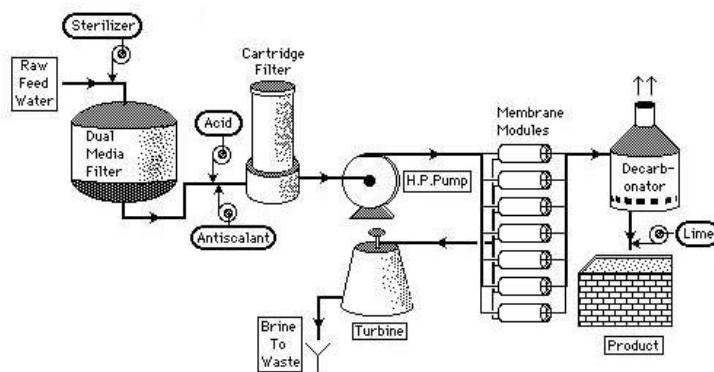 Sterilizer
Raw
Feed
Water
Dual
Media
Filter
Acid
Antiscalant
Cartridge
Filter
H.P.Pump
Turbine
Brine
To
Waste
Membrane
Modules
Decarb-
onator
Lime
Product